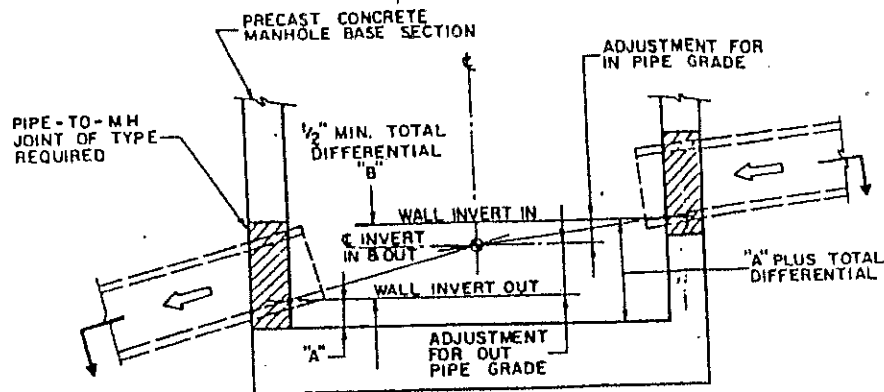 PRECAST CONCRETE
MANHOLE BASE SECTION
℄
ADJUSTMENT FOR
IN PIPE GRADE
PIPE-TO-MH
JOINT OF TYPE
REQUIRED
1/2" MIN. TOTAL
DIFFERENTIAL
"B"
WALL INVERT IN
℄ INVERT
IN & OUT
WALL INVERT OUT
"A" PLUS TOTAL
DIFFERENTIAL
"A"
ADJUSTMENT
FOR OUT
PIPE GRADE